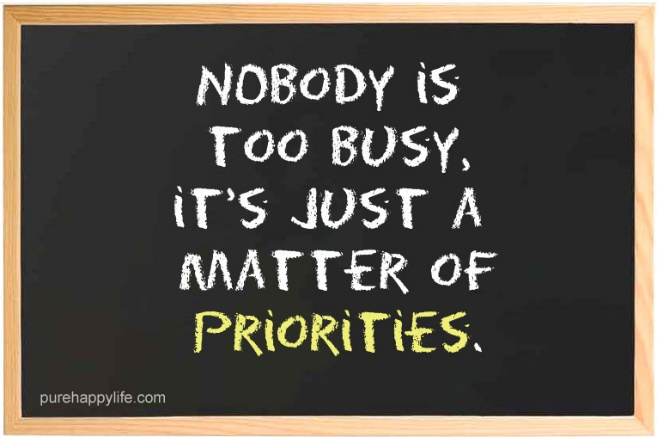 NOBODY iS
TOO BUSY,
iT'S JUST A
MATTER OF
PRiORiTiES.
purehappylife.com